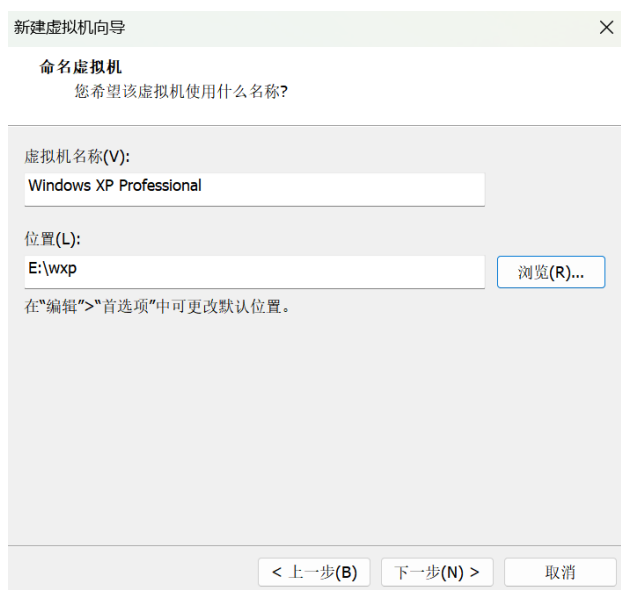 新建虚拟机向导
命名虚拟机
您希望该虚拟机使用什么名称?
虚拟机名称(V):
Windows XP Professional
位置(L):
E:\wxp
浏览(R)...
在"编辑">"首选项"中可更改默认位置。
< 上一步(B)
下一步(N) >
取消